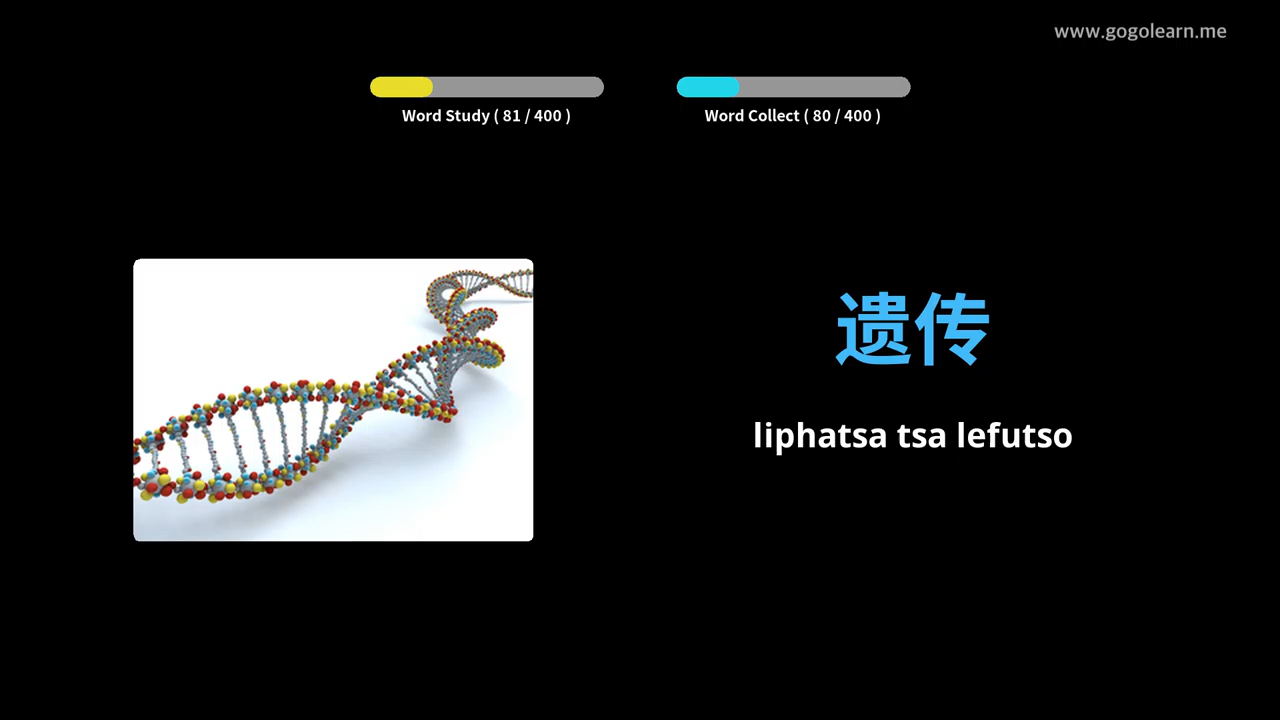 www.gogolearn.me
Word Study ( 81 / 400 )
Word Collect ( 80 / 400 )
遗传
liphatsa tsa lefutso